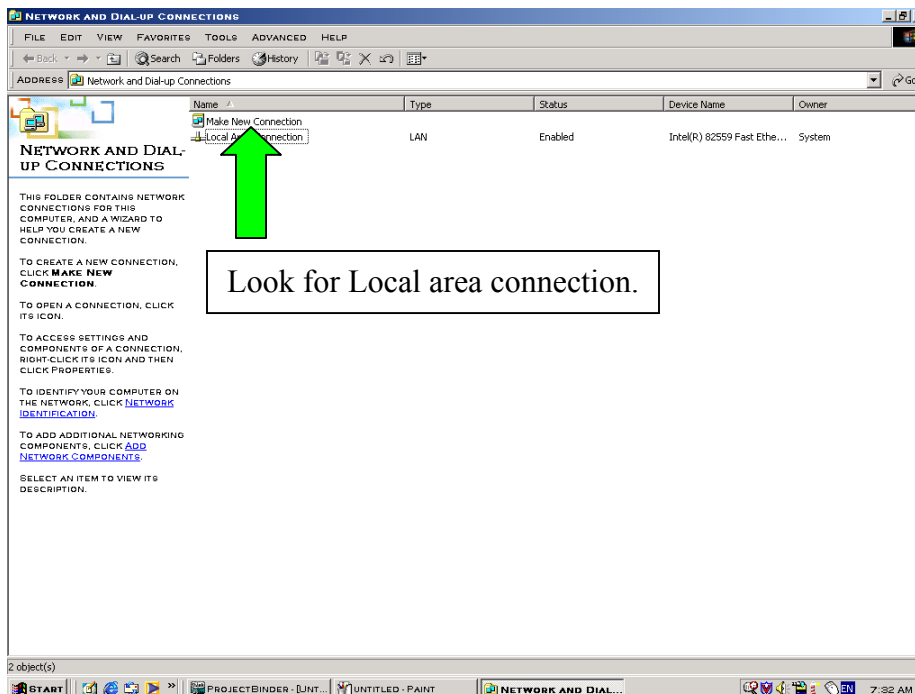 NETWORK AND DIAL-UP CONNECTIONS
FILE EDIT VIEW FAVORITES TOOLS ADVANCED HELP
Back Search Folders History
ADDRESS Network and Dial-up Connections Go
Name Type Status Device Name Owner
Make New Connection
Local Area Connection LAN Enabled Intel(R) 82559 Fast Ethe... System
NETWORK AND DIAL-
UP CONNECTIONS
THIS FOLDER CONTAINS NETWORK
CONNECTIONS FOR THIS
COMPUTER, AND A WIZARD TO
HELP YOU CREATE A NEW
CONNECTION.
TO CREATE A NEW CONNECTION,
CLICK MAKE NEW
CONNECTION.
Look for Local area connection.
TO OPEN A CONNECTION, CLICK
ITS ICON.
TO ACCESS SETTINGS AND
COMPONENTS OF A CONNECTION,
RIGHT-CLICK ITS ICON AND THEN
CLICK PROPERTIES.
TO IDENTIFY YOUR COMPUTER ON
THE NETWORK, CLICK NETWORK
IDENTIFICATION.
TO ADD ADDITIONAL NETWORKING
COMPONENTS, CLICK ADD
NETWORK COMPONENTS.
SELECT AN ITEM TO VIEW ITS
DESCRIPTION.
2 object(s)
START » PROJECTBINDER - [UNT... UNTITLED - PAINT NETWORK AND DIAL... EN 7:32 AM